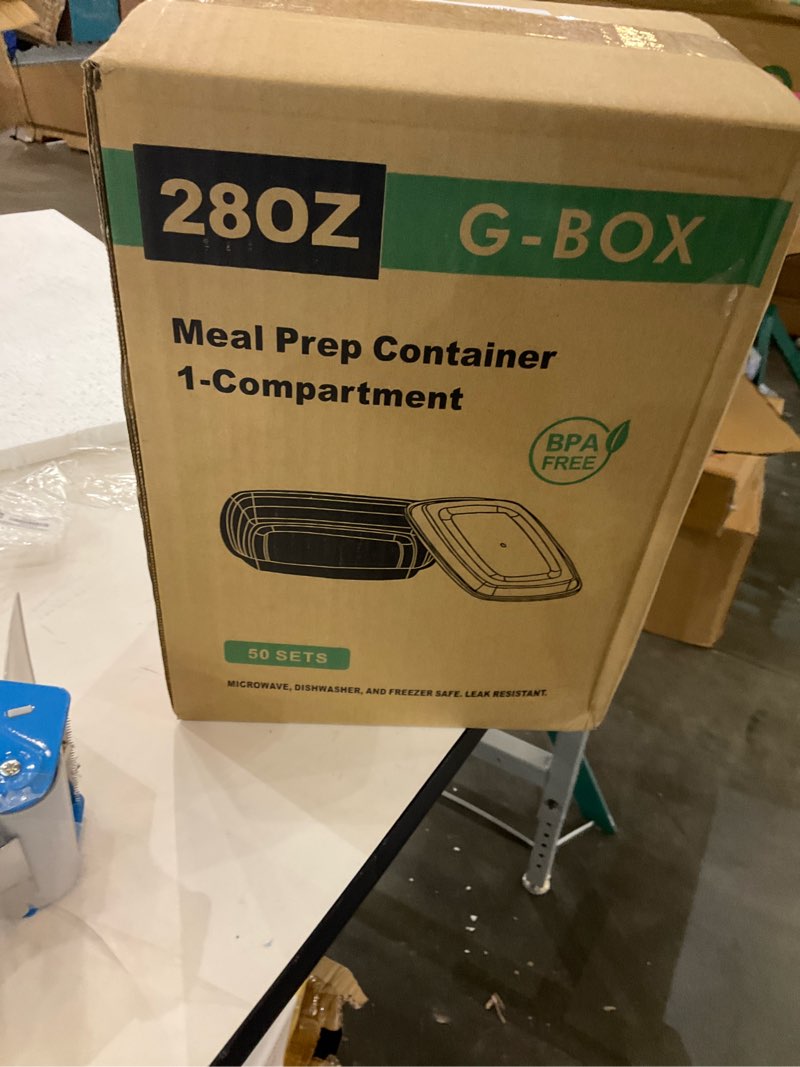 28OZ G-BOX
Meal Prep Container
1-Compartment
BPA
FREE
50 SETS
MICROWAVE, DISHWASHER, AND FREEZER SAFE. LEAK RESISTANT.